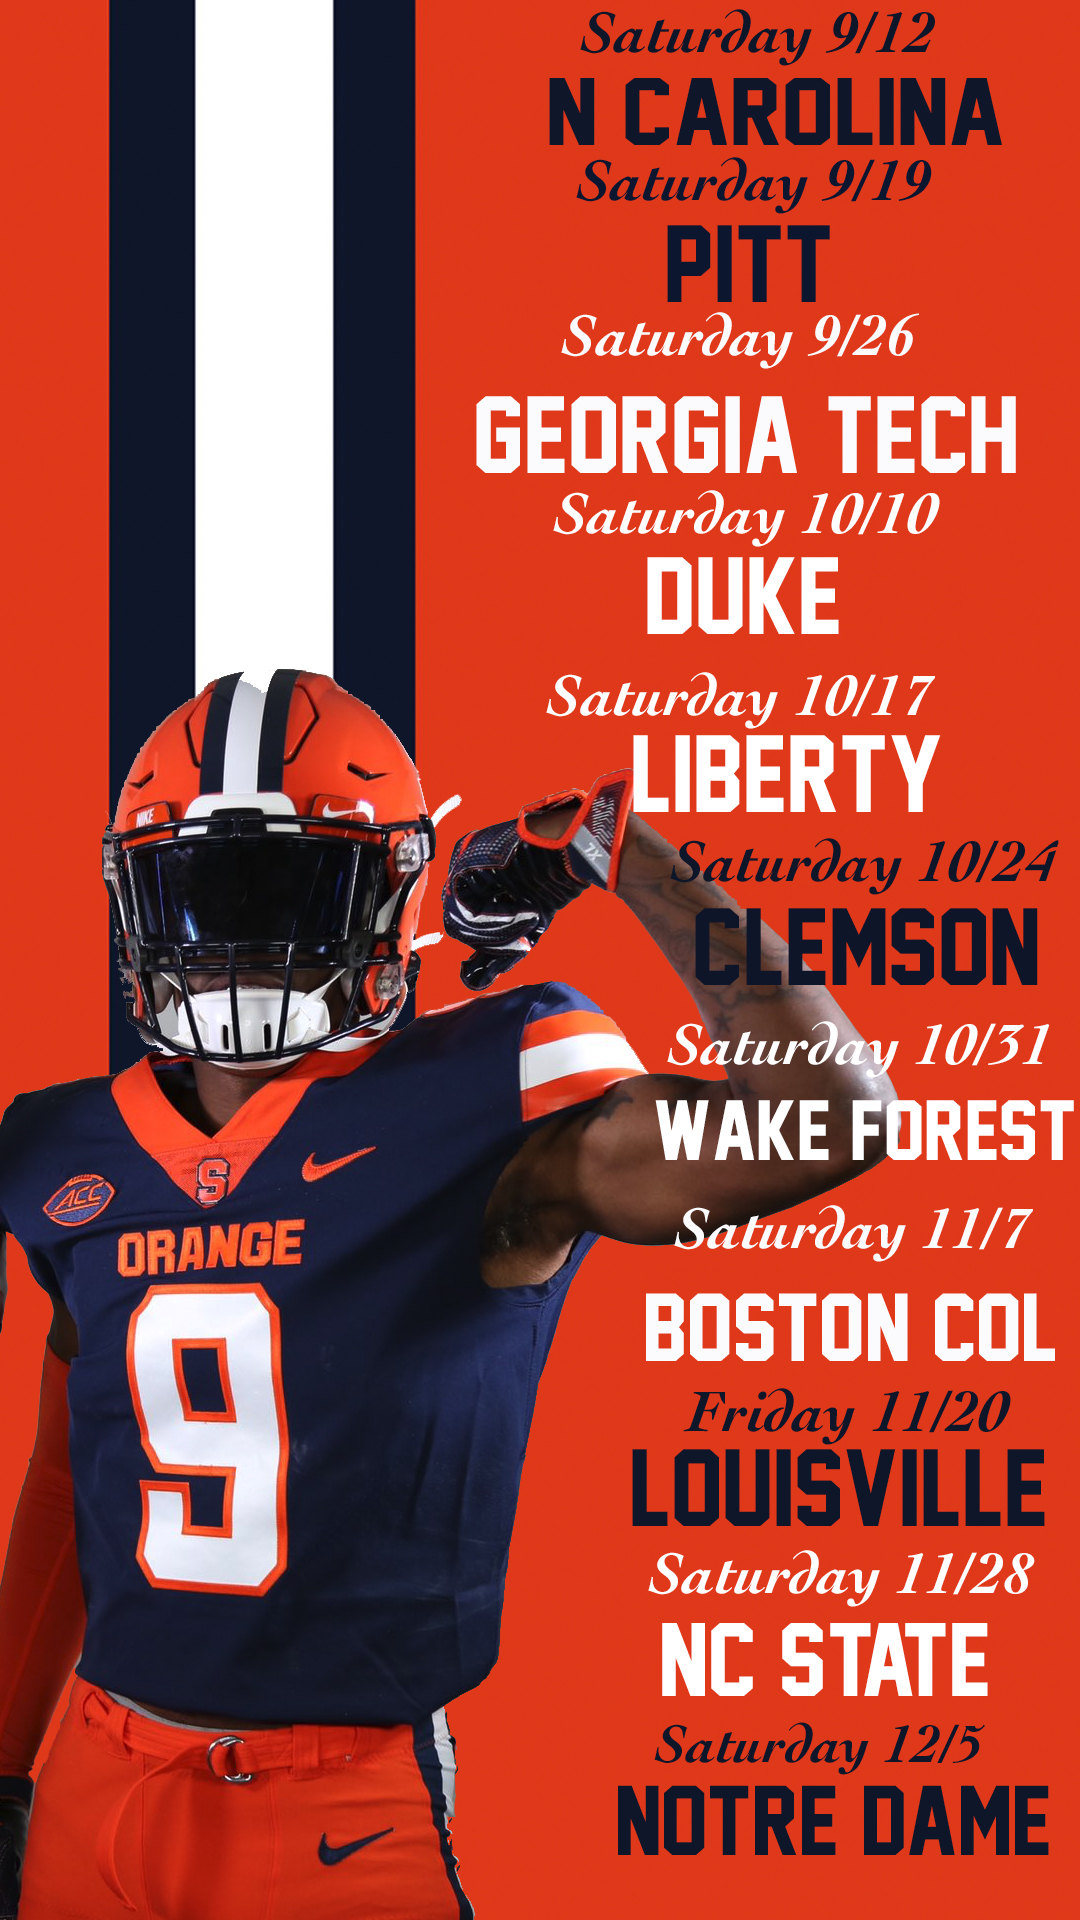 Saturday 9/12
N CAROLINA
Saturday 9/19
PITT
Saturday 9/26
GEORGIA TECH
Saturday 10/10
DUKE
Saturday 10/17
LIBERTY
Saturday 10/24
CLEMSON
Saturday 10/31
WAKE FOREST
Saturday 11/7
BOSTON COL
Friday 11/20
LOUISVILLE
Saturday 11/28
NC STATE
Saturday 12/5
NOTRE DAME
NIKE
XL
S
ACC
ORANGE
9